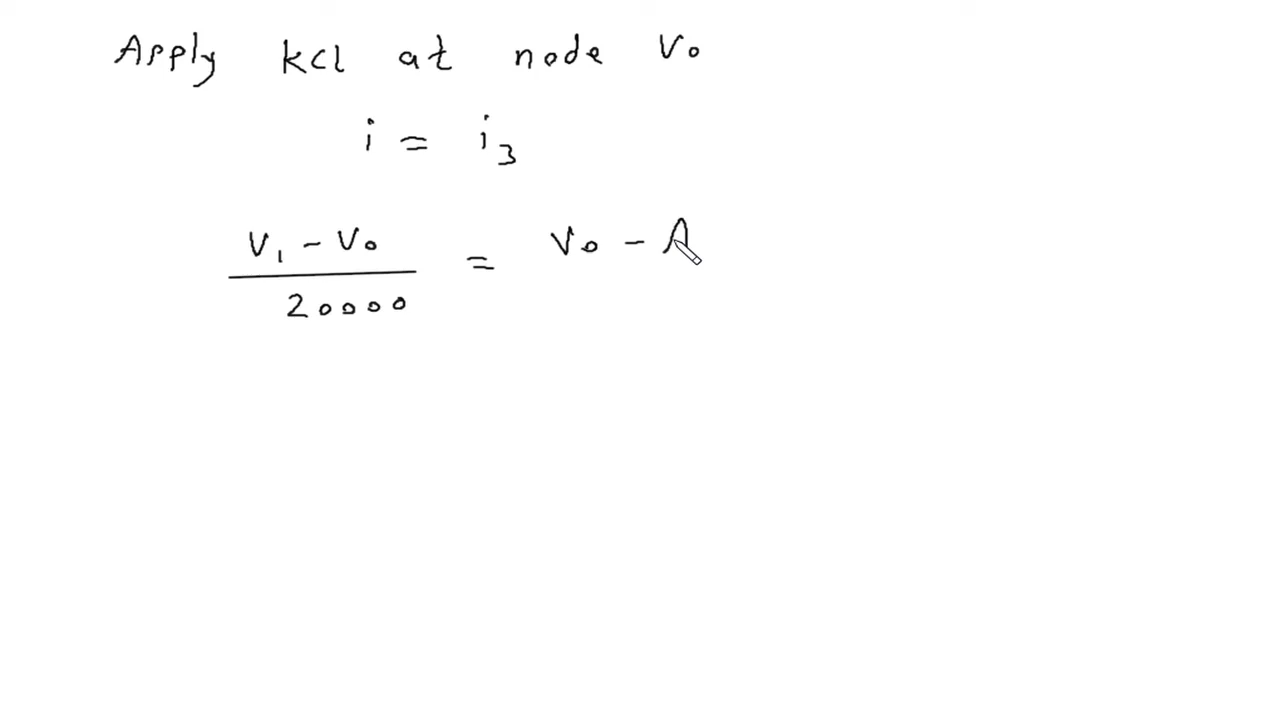 Apply kcl at node Vo
i = i3
V1 - Vo = Vo - A
20000